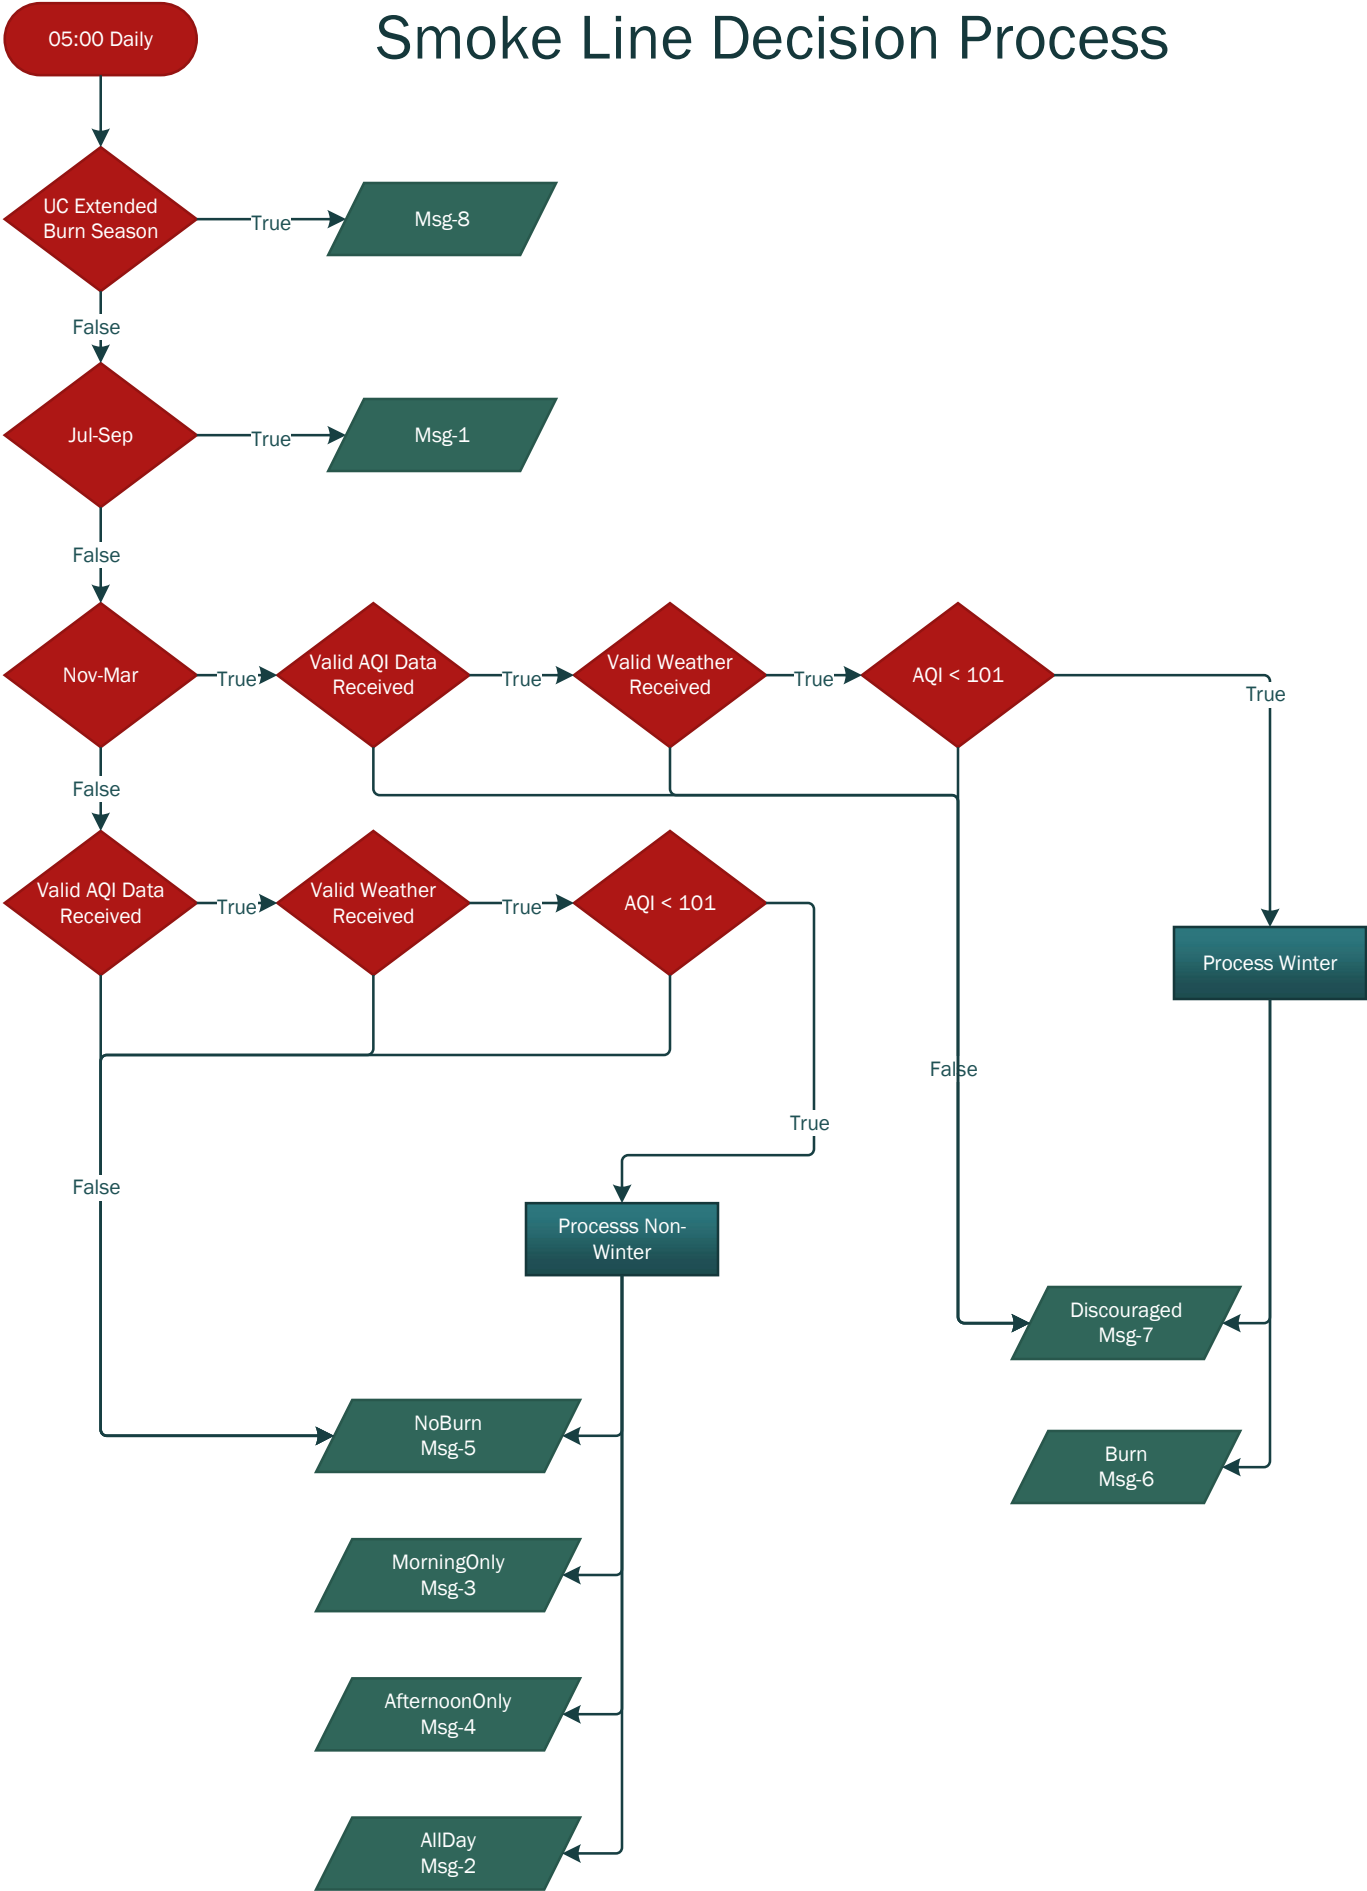 Smoke Line Decision Process
05:00 Daily
UC Extended
Burn Season
True
Msg-8
False
Jul-Sep
True
Msg-1
False
Nov-Mar
True
Valid AQI Data
Received
True
Valid Weather
Received
True
AQI < 101
True
False
Valid AQI Data
Received
True
Valid Weather
Received
True
AQI < 101
Process Winter
False
True
False
Processs Non-
Winter
Discouraged
Msg-7
NoBurn
Msg-5
Burn
Msg-6
MorningOnly
Msg-3
AfternoonOnly
Msg-4
AllDay
Msg-2